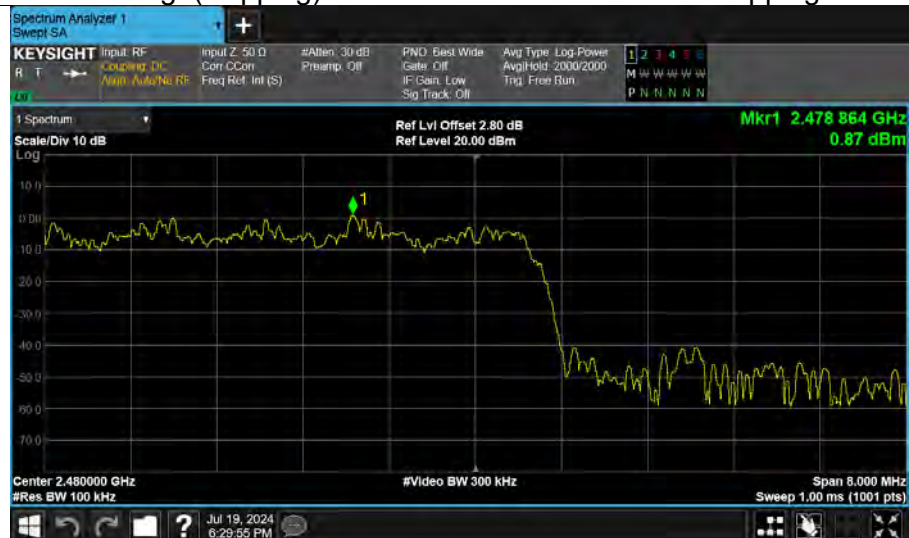 Spectrum Analyzer 1
Swept SA
+
KEYSIGHT Input: RF Input Z: 50 Ω #Atten: 30 dB PNO: Best Wide Avg Type: Log-Power 1 2 3 4 5 6
R T Coupling: DC Corr CCorr Preamp: Off Gate: Off Avg|Hold: 2000/2000 M W W W W W
Align: Auto/No RF Freq Ref: Int (S) IF Gain: Low Trig: Free Run
Sig Track: Off P N N N N N
1 Spectrum Ref Lvl Offset 2.80 dB Mkr1 2.478 864 GHz
Scale/Div 10 dB Ref Level 20.00 dBm 0.87 dBm
Log
10.0
0.00
1
-10.0
-20.0
-30.0
-40.0
-50.0
-60.0
-70.0
Center 2.480000 GHz #Video BW 300 kHz Span 8.000 MHz
#Res BW 100 kHz Sweep 1.00 ms (1001 pts)
? Jul 19, 2024
6:29:55 PM